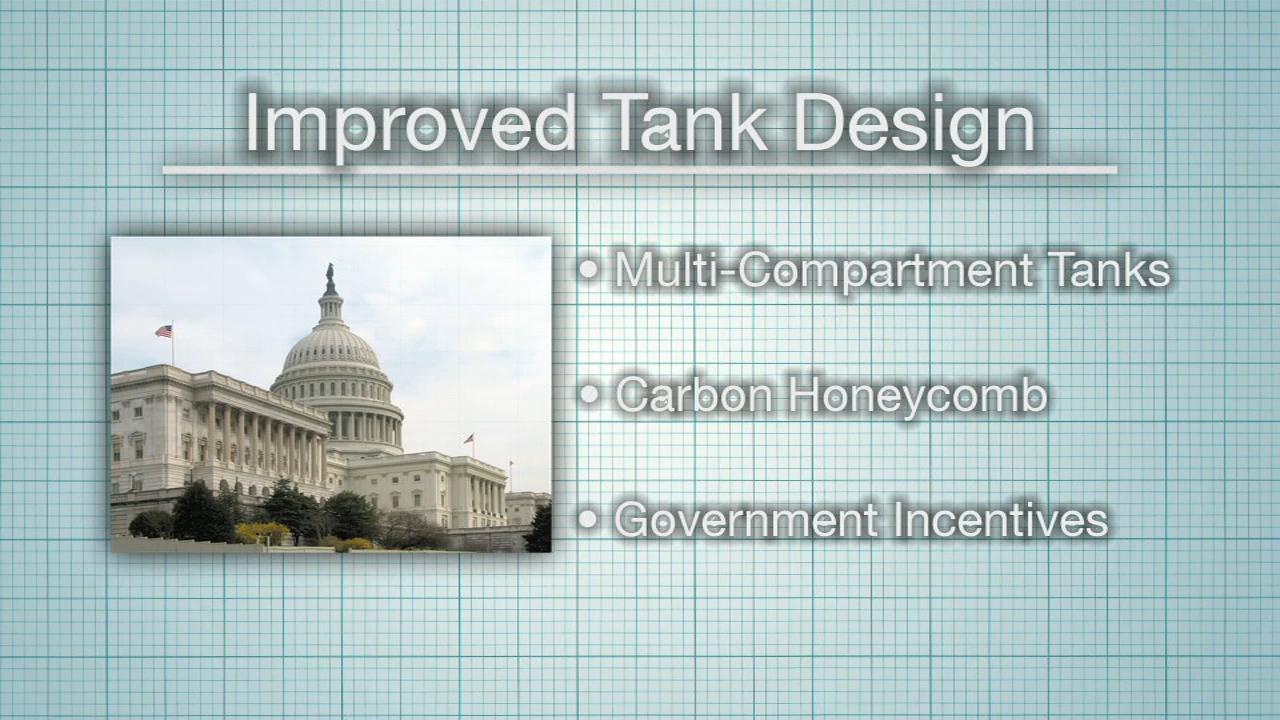 Improved Tank Design
• Multi-Compartment Tanks
• Carbon Honeycomb
• Government Incentives